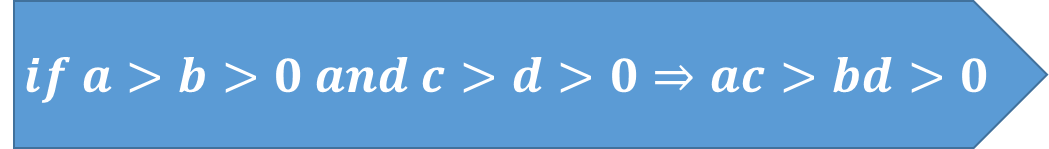 if a > b > 0 and c > d > 0 ⇒ ac > bd > 0